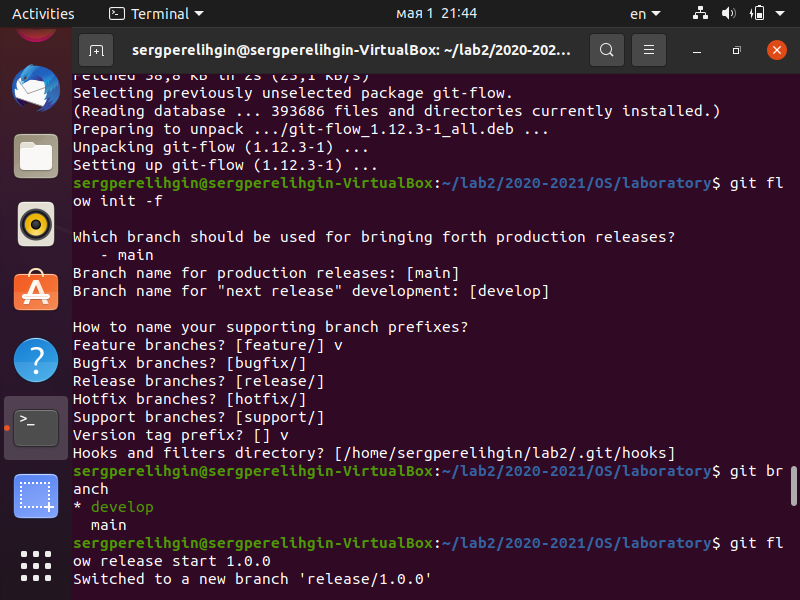 Activities Terminal мая 1 21:44 en
sergperelihgin@sergperelihgin-VirtualBox: ~/lab2/2020-202...
Fetched 58,8 kB in 2s (23,1 kB/s)
Selecting previously unselected package git-flow.
(Reading database ... 393686 files and directories currently installed.)
Preparing to unpack .../git-flow_1.12.3-1_all.deb ...
Unpacking git-flow (1.12.3-1) ...
Setting up git-flow (1.12.3-1) ...
sergperelihgin@sergperelihgin-VirtualBox:~/lab2/2020-2021/OS/laboratory$ git fl
ow init -f
Which branch should be used for bringing forth production releases?
- main
Branch name for production releases: [main]
Branch name for "next release" development: [develop]
How to name your supporting branch prefixes?
Feature branches? [feature/] v
Bugfix branches? [bugfix/]
Release branches? [release/]
Hotfix branches? [hotfix/]
Support branches? [support/]
Version tag prefix? [] v
Hooks and filters directory? [/home/sergperelihgin/lab2/.git/hooks]
sergperelihgin@sergperelihgin-VirtualBox:~/lab2/2020-2021/OS/laboratory$ git br
anch
* develop
main
sergperelihgin@sergperelihgin-VirtualBox:~/lab2/2020-2021/OS/laboratory$ git fl
ow release start 1.0.0
Switched to a new branch 'release/1.0.0'